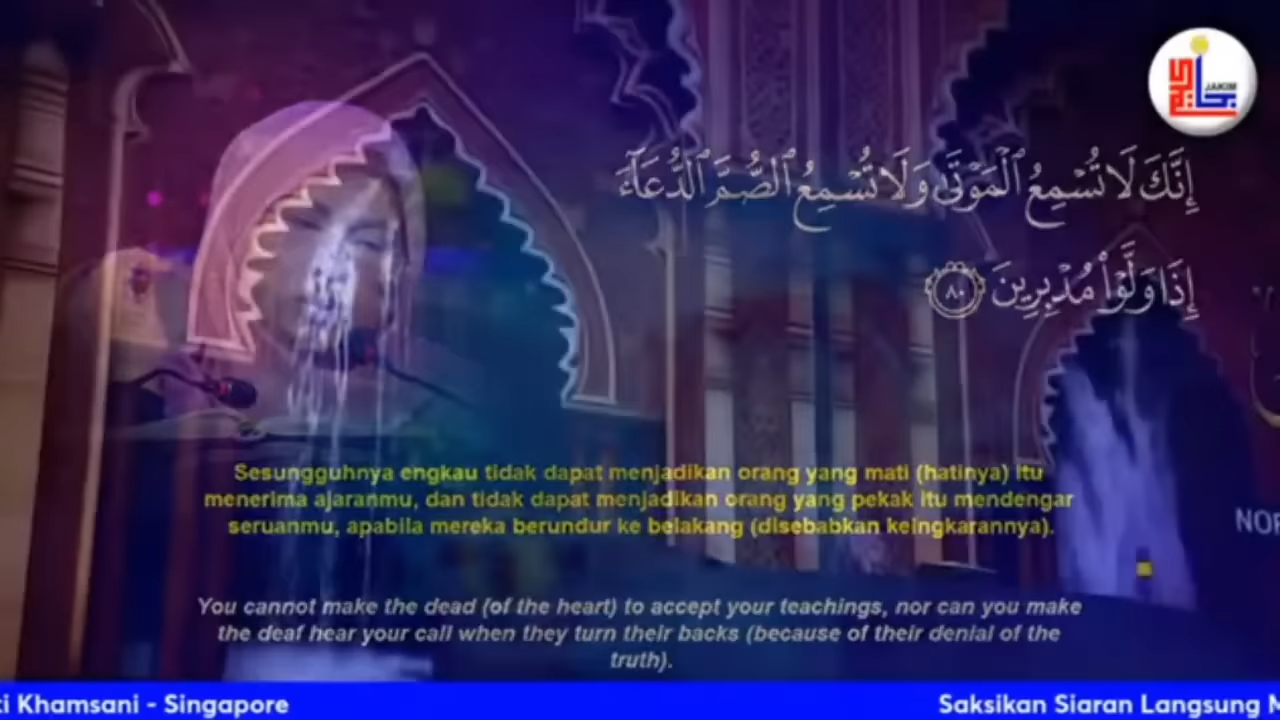 JAKIM
إِنَّكَ لَا تُسْمِعُ ٱلْمَوْتَىٰ وَلَا تُسْمِعُ ٱلصُّمَّ ٱلدُّعَآءَ
إِذَا وَلَّوْا۟ مُدْبِرِينَ ٨٠
Sesungguhnya engkau tidak dapat menjadikan orang yang mati (hatinya) itu
menerima ajaranmu, dan tidak dapat menjadikan orang yang pekak itu mendengar
seruanmu, apabila mereka berundur ke belakang (disebabkan keingkarannya).
You cannot make the dead (of the heart) to accept your teachings, nor can you make
the deaf hear your call when they turn their backs (because of their denial of the
truth).
Khamsani - Singapore
Saksikan Siaran Langsung